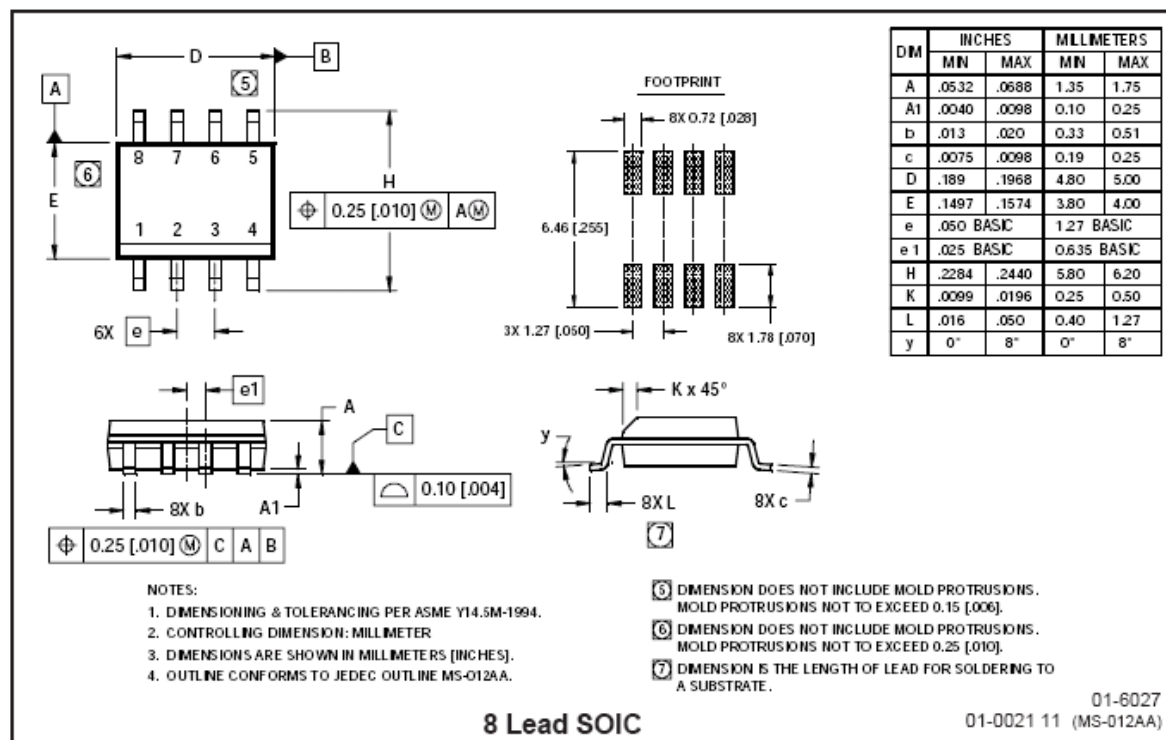 D
B
5
A
8 7 6 5
6
E
H
⌖ 0.25 [.010] Ⓜ A Ⓜ
1 2 3 4
6X e
FOOTPRINT
8X 0.72 [.028]
6.46 [.255]
3X 1.27 [.050]
8X 1.78 [.070]
DIM INCHES MILLIMETERS
MIN MAX MIN MAX
A .0532 .0688 1.35 1.75
A1 .0040 .0098 0.10 0.25
b .013 .020 0.33 0.51
c .0075 .0098 0.19 0.25
D .189 .1968 4.80 5.00
E .1497 .1574 3.80 4.00
e .050 BASIC 1.27 BASIC
e 1 .025 BASIC 0.635 BASIC
H .2284 .2440 5.80 6.20
K .0099 .0196 0.25 0.50
L .016 .050 0.40 1.27
y 0° 8° 0° 8°
e1
A
C
A1
8X b
0.10 [.004]
⌖ 0.25 [.010] Ⓜ C A B
K x 45°
y
8X L
7
8X c
NOTES:
1. DIMENSIONING & TOLERANCING PER ASME Y14.5M-1994.
2. CONTROLLING DIMENSION: MILLIMETER
3. DIMENSIONS ARE SHOWN IN MILLIMETERS [INCHES].
4. OUTLINE CONFORMS TO JEDEC OUTLINE MS-012AA.
5 DIMENSION DOES NOT INCLUDE MOLD PROTRUSIONS.
MOLD PROTRUSIONS NOT TO EXCEED 0.15 [.006].
6 DIMENSION DOES NOT INCLUDE MOLD PROTRUSIONS.
MOLD PROTRUSIONS NOT TO EXCEED 0.25 [.010].
7 DIMENSION IS THE LENGTH OF LEAD FOR SOLDERING TO
A SUBSTRATE.
8 Lead SOIC
01-6027
01-0021 11 (MS-012AA)